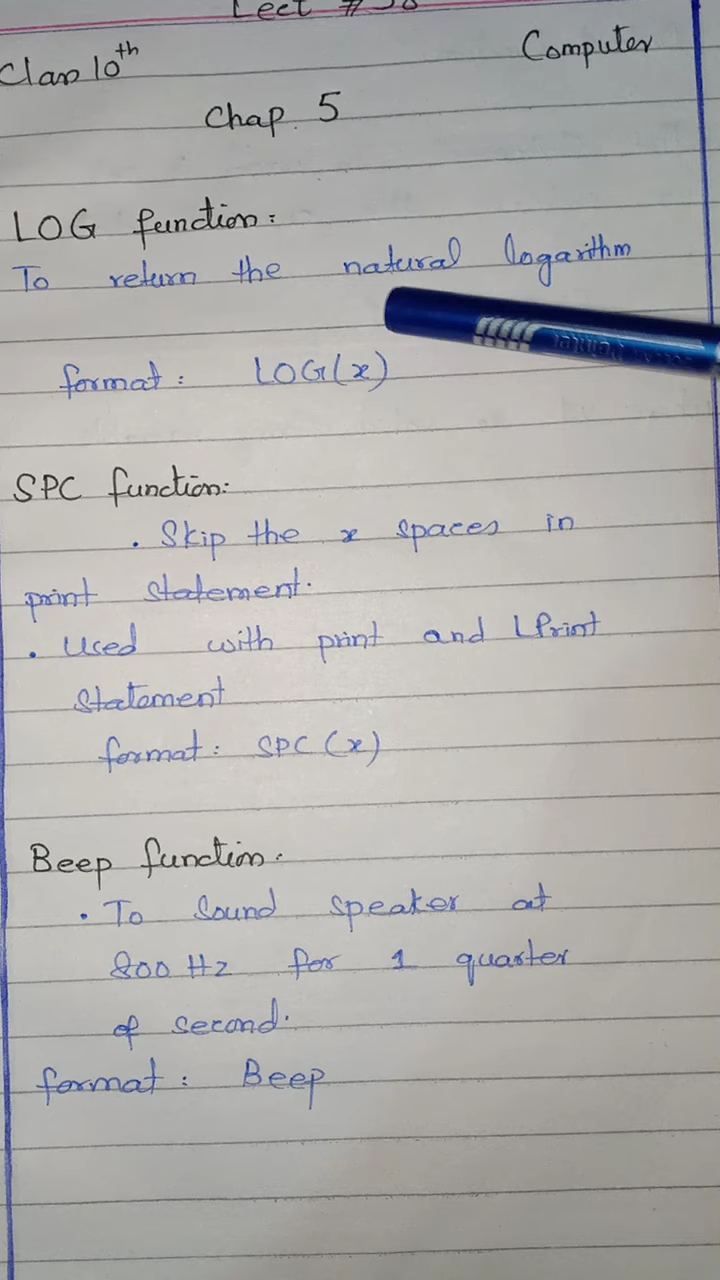 Lect #38
Class 10th
Computer
Chap. 5
LOG function:
To return the natural logarithm
format: LOG(x)
SPC function:
. Skip the x spaces in
print statement.
. Used with print and LPrint
Statement
format: SPC (x)
Beep function:
. To Sound speaker at
800 Hz for 1 quarter
of second.
format: Beep